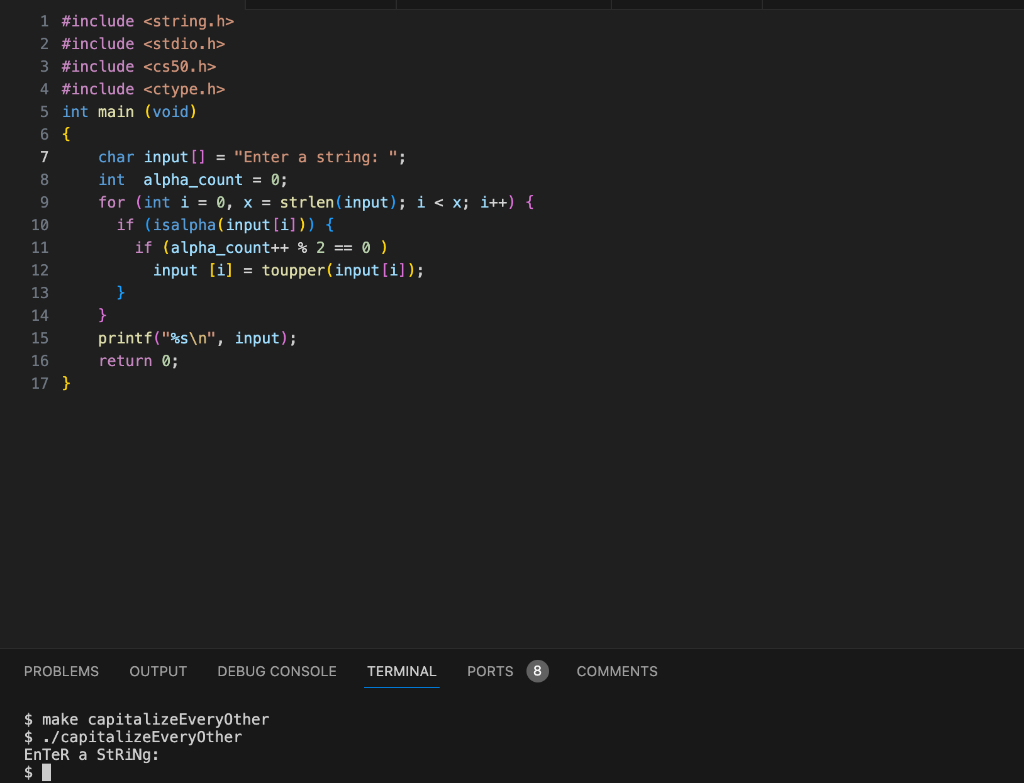 1 #include <string.h>
2 #include <stdio.h>
3 #include <cs50.h>
4 #include <ctype.h>
5 int main (void)
6 {
7     char input[] = "Enter a string: ";
8     int  alpha_count = 0;
9     for (int i = 0, x = strlen(input); i < x; i++) {
10       if (isalpha(input[i])) {
11         if (alpha_count++ % 2 == 0 )
12           input [i] = toupper(input[i]);
13       }
14     }
15     printf("%s\n", input);
16     return 0;
17 }
PROBLEMS OUTPUT DEBUG CONSOLE TERMINAL PORTS 8 COMMENTS
$ make capitalizeEveryOther
$ ./capitalizeEveryOther
EnTeR a StRiNg:
$